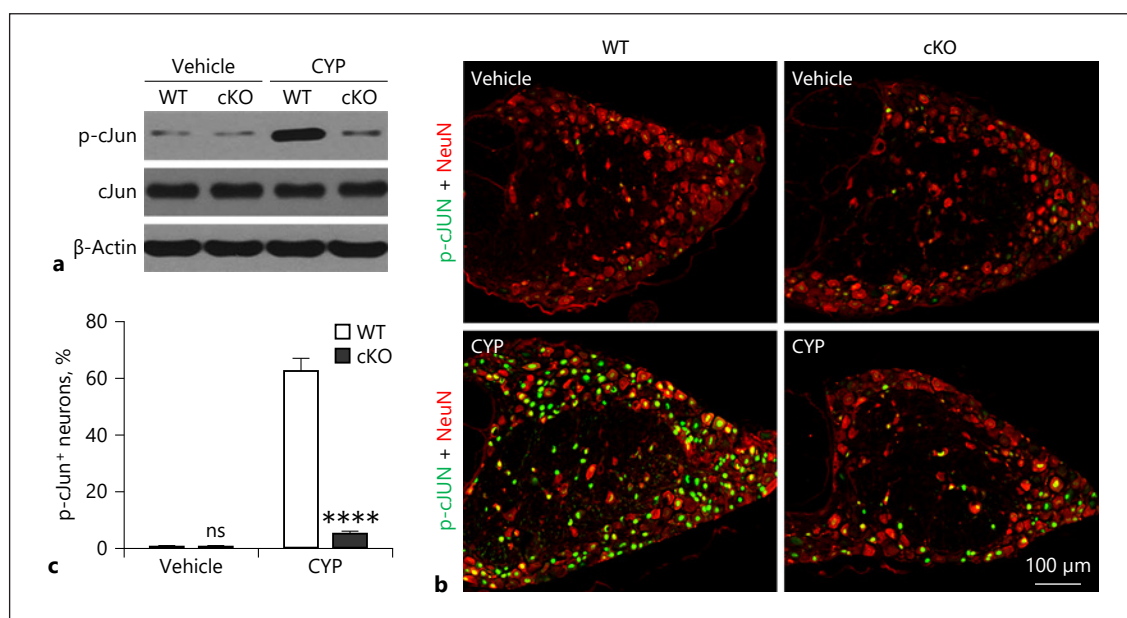 a
Vehicle CYP
WT cKO WT cKO
p-cJun
cJun
β-Actin
WT cKO
p-cJUN + NeuN
Vehicle
Vehicle
p-cJUN + NeuN
CYP
CYP
100 µm
b
p-cJun+ neurons, %
80
60
40
20
0
WT
cKO
ns
****
Vehicle CYP
c